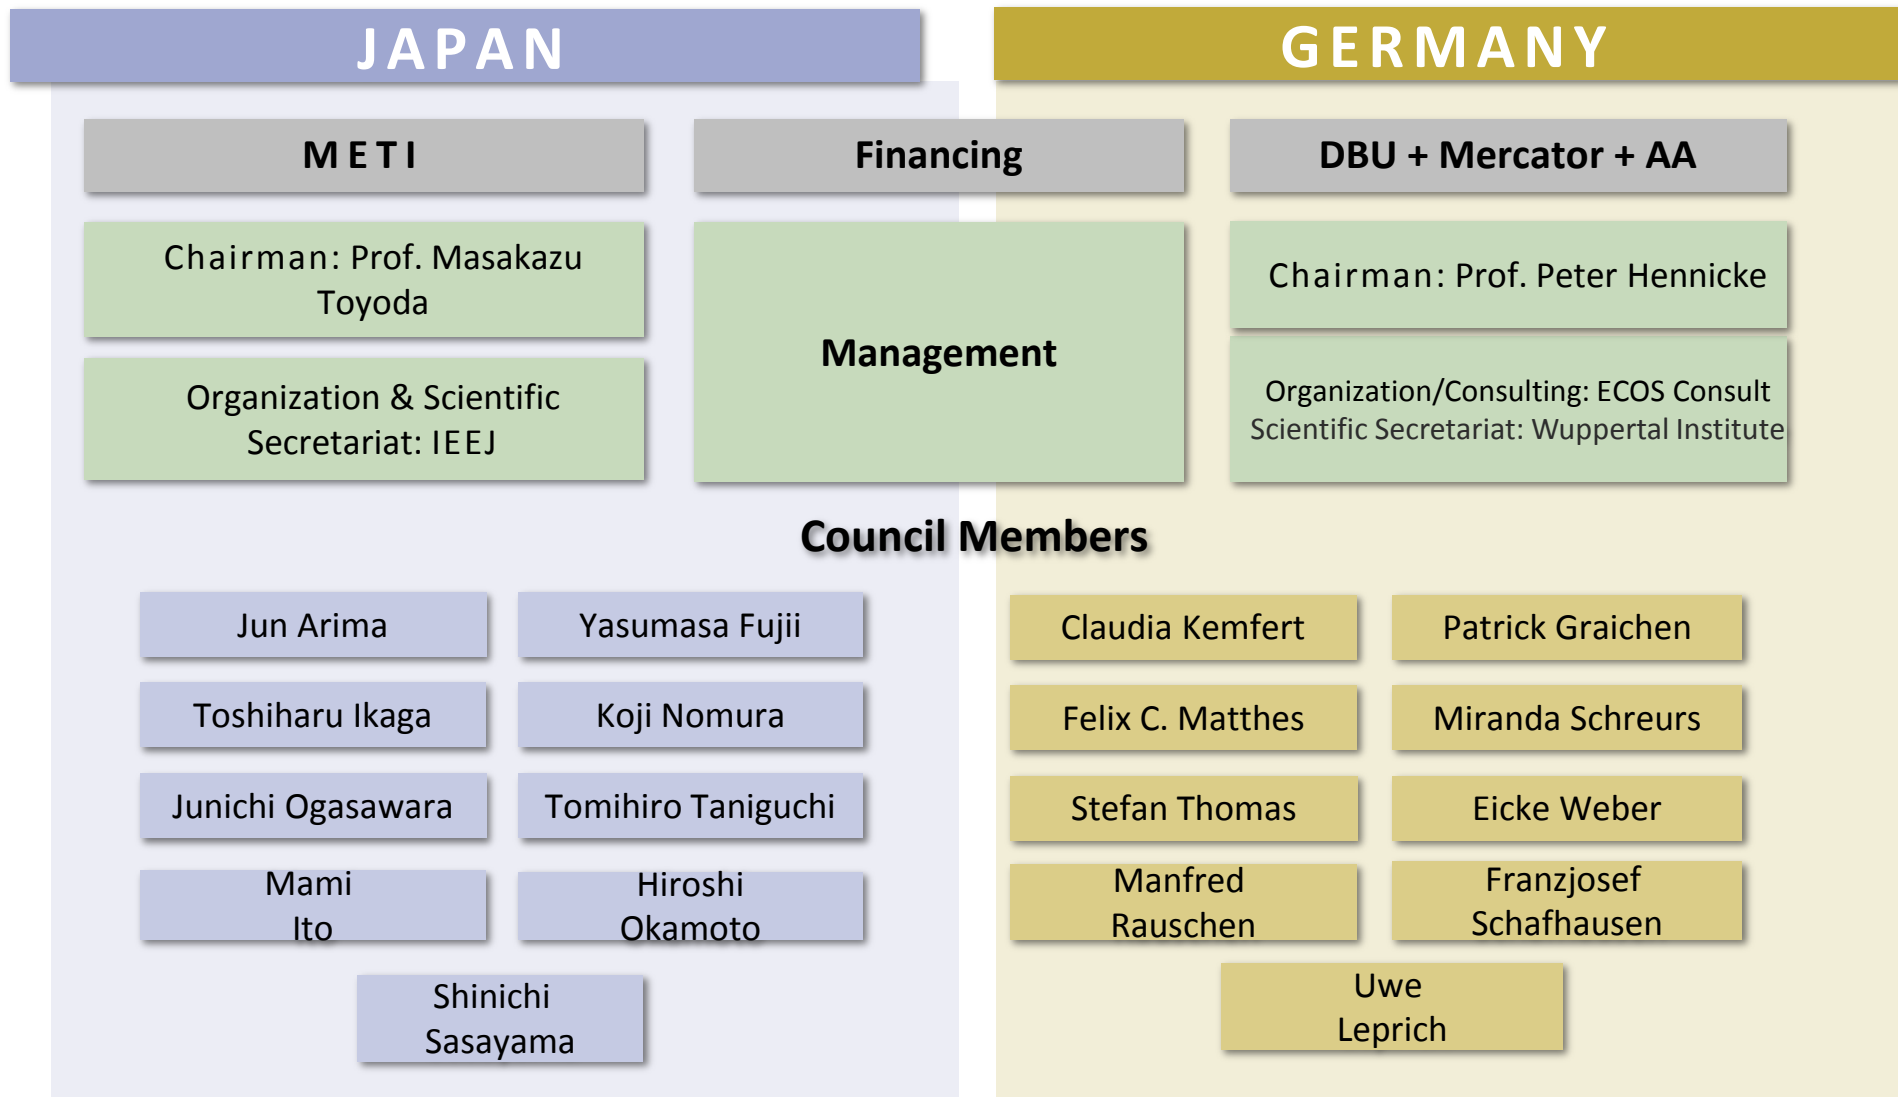 JAPAN
GERMANY
METI
Financing
DBU + Mercator + AA
Chairman: Prof. Masakazu
Toyoda
Management
Chairman: Prof. Peter Hennicke
Organization & Scientific
Secretariat: IEEJ
Organization/Consulting: ECOS Consult
Scientific Secretariat: Wuppertal Institute
Council Members
Jun Arima
Yasumasa Fujii
Claudia Kemfert
Patrick Graichen
Toshiharu Ikaga
Koji Nomura
Felix C. Matthes
Miranda Schreurs
Junichi Ogasawara
Tomihiro Taniguchi
Stefan Thomas
Eicke Weber
Mami
Ito
Hiroshi
Okamoto
Manfred
Rauschen
Franzjosef
Schafhausen
Shinichi
Sasayama
Uwe
Leprich